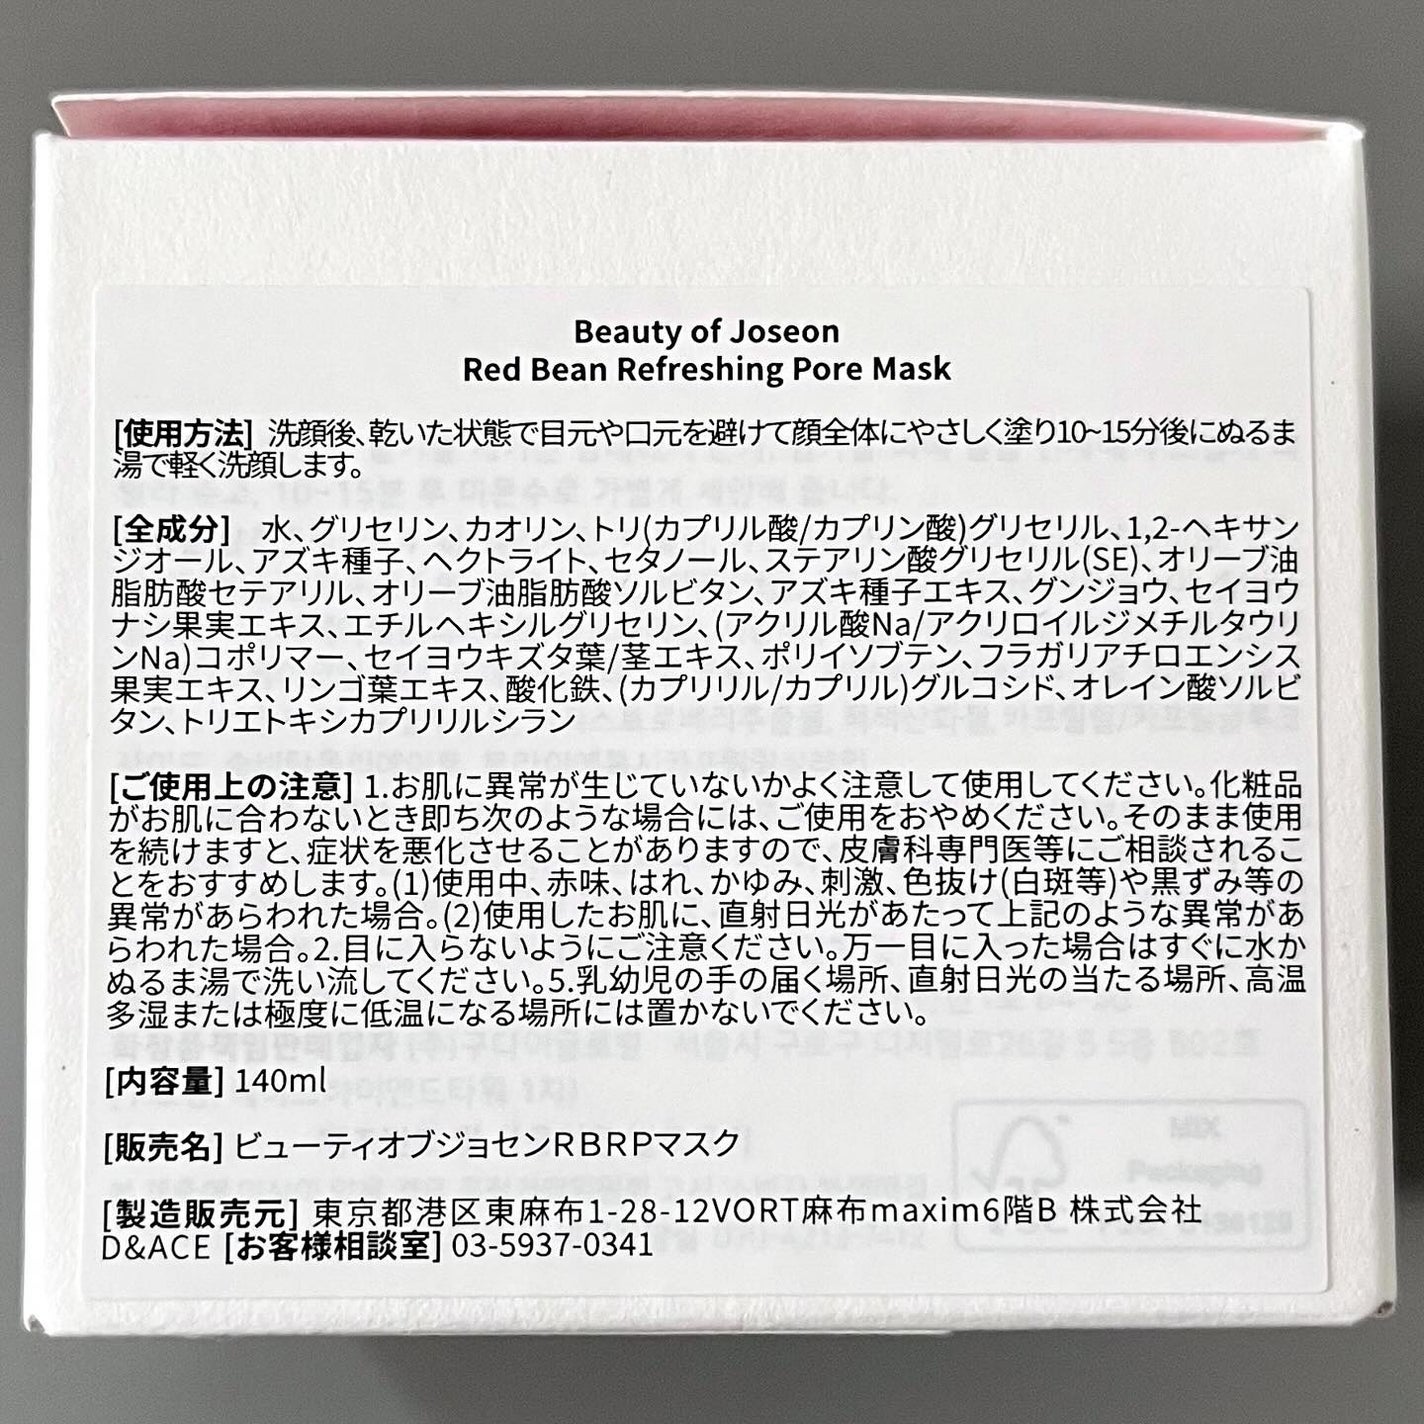 Beauty of Joseon
Red Bean Refreshing Pore Mask
[使用方法] 洗顔後、乾いた状態で目元や口元を避けて顔全体にやさしく塗り10~15分後にぬるま
湯で軽く洗顔します。
[全成分] 水、グリセリン、カオリン、トリ(カプリル酸/カプリン酸)グリセリル、1,2-ヘキサン
ジオール、アズキ種子、ヘクトライト、セタノール、ステアリン酸グリセリル(SE)、オリーブ油
脂肪酸セテアリル、オリーブ油脂肪酸ソルビタン、アズキ種子エキス、グンジョウ、セイヨウ
ナシ果実エキス、エチルヘキシルグリセリン、(アクリル酸Na/アクリロイルジメチルタウリ
ンNa)コポリマー、セイヨウキズタ葉/茎エキス、ポリイソブテン、フラガリアチロエンシス
果実エキス、リンゴ葉エキス、酸化鉄、(カプリリル/カプリル)グルコシド、オレイン酸ソルビ
タン、トリエトキシカプリリルシラン
[ご使用上の注意] 1.お肌に異常が生じていないかよく注意して使用してください。化粧品
がお肌に合わないとき即ち次のような場合には、ご使用をおやめください。そのまま使用
を続けますと、症状を悪化させることがありますので、皮膚科専門医等にご相談されるこ
とをおすすめします。(1)使用中、赤味、はれ、かゆみ、刺激、色抜け(白斑等)や黒ずみ等の
異常があらわれた場合。(2)使用したお肌に、直射日光があたって上記のような異常があ
らわれた場合。2.目に入らないようにご注意ください。万一目に入った場合はすぐに水か
ぬるま湯で洗い流してください。5.乳幼児の手の届く場所、直射日光の当たる場所、高温
多湿または極度に低温になる場所には置かないでください。
[内容量] 140ml
[販売名] ビューティオブジョセンRBRPマスク
[製造販売元] 東京都港区東麻布1-28-12VORT麻布maxim6階B 株式会社
D&ACE [お客様相談室] 03-5937-0341
MIX
Packaging